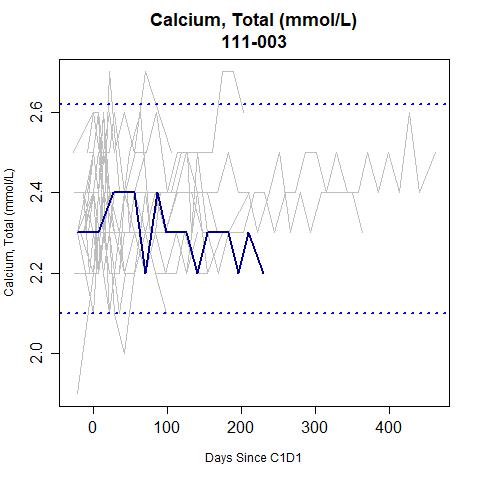 Calcium, Total (mmol/L)
111-003
Calcium, Total (mmol/L)
2.6
2.4
2.2
2.0
0 100 200 300 400
Days Since C1D1